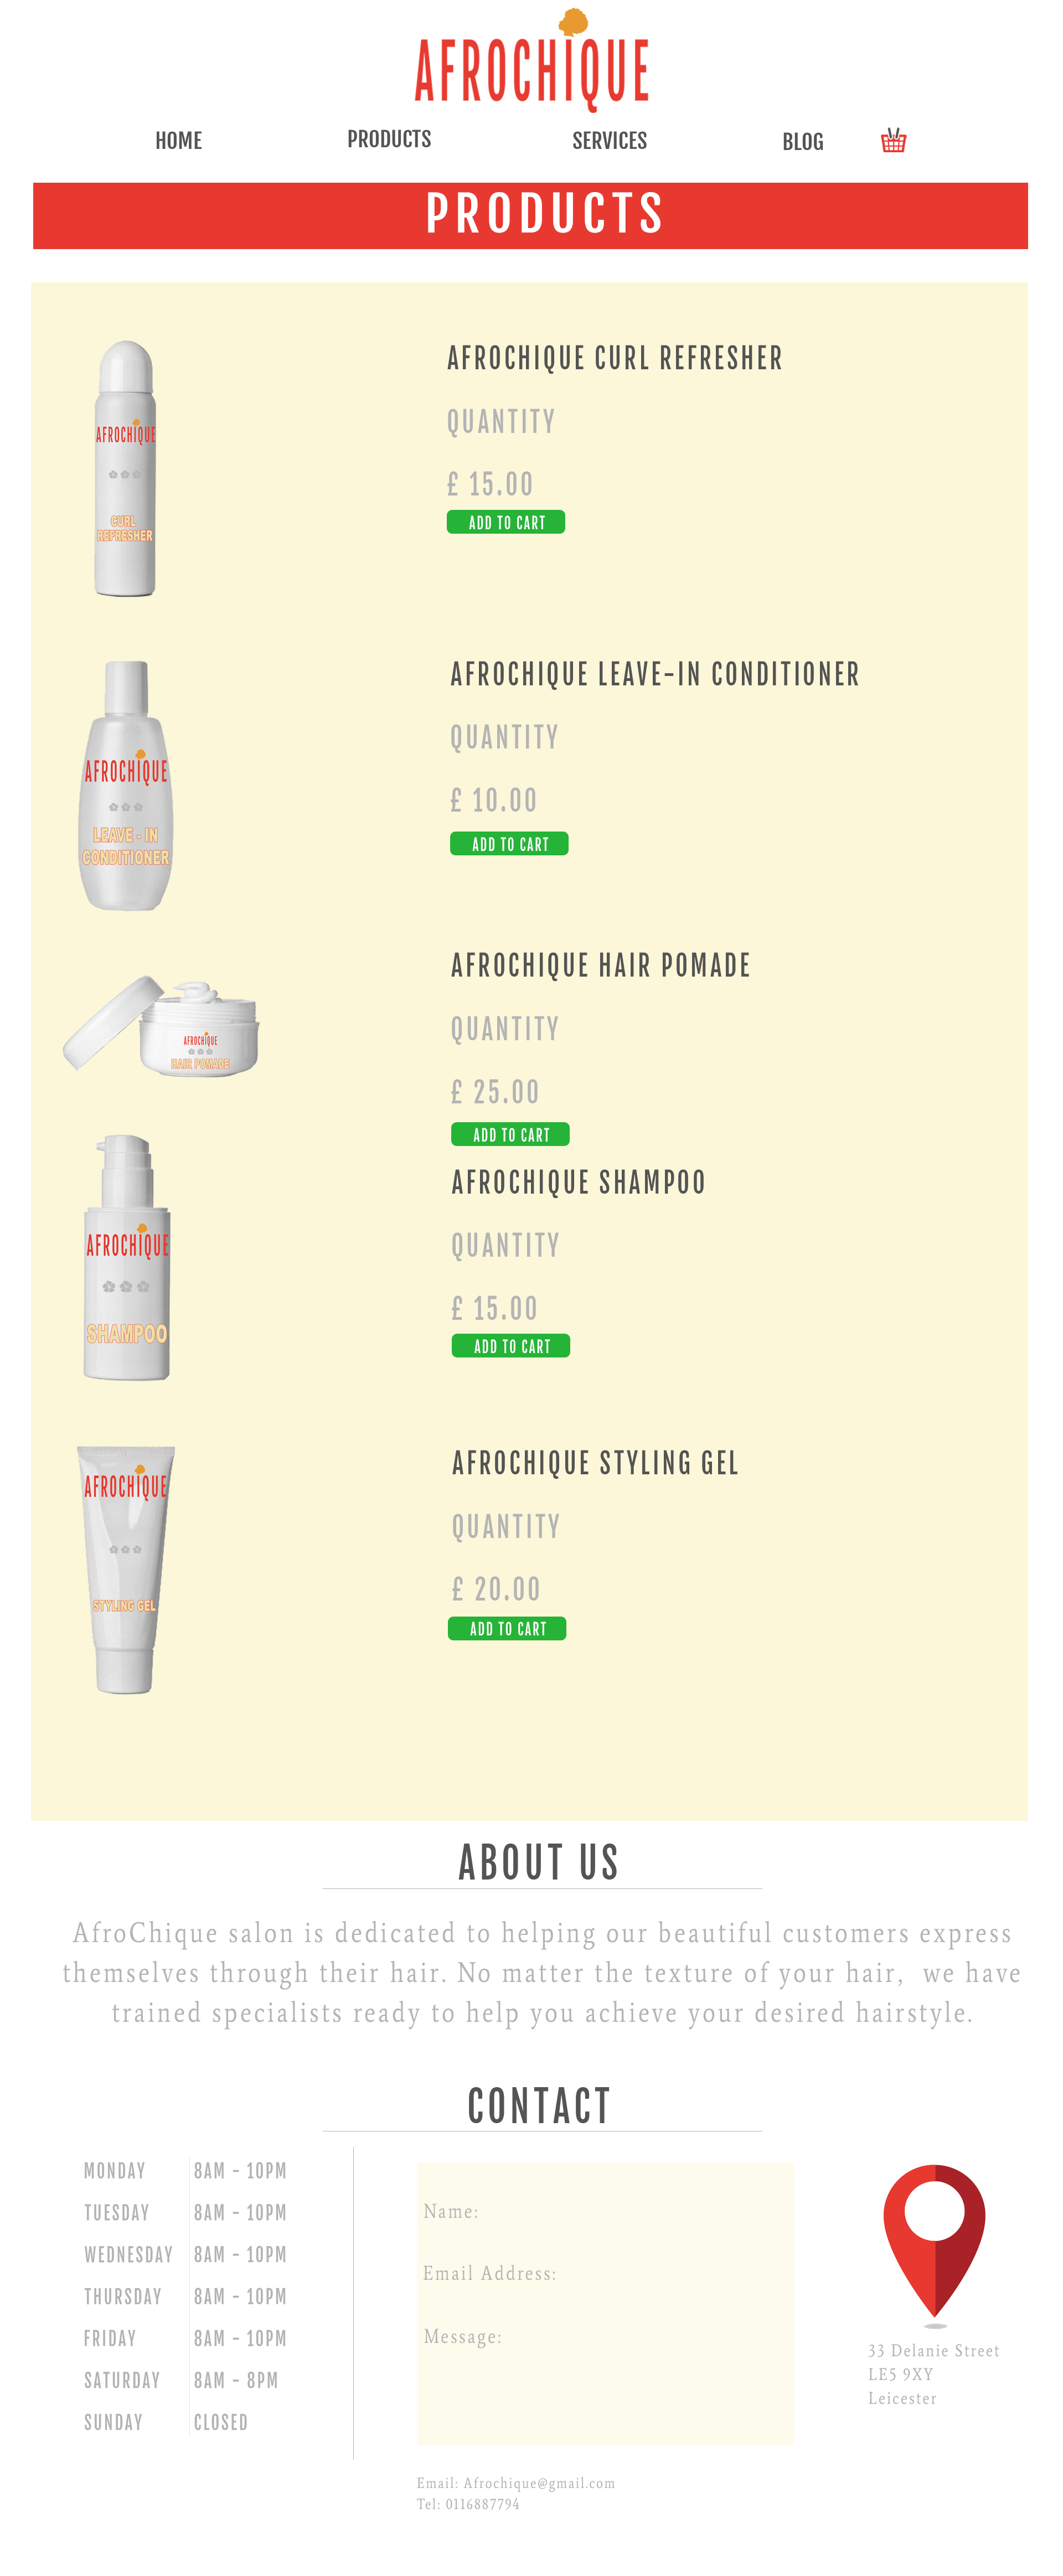 AFROCHIQUE
HOME PRODUCTS SERVICES BLOG
PRODUCTS
AFROCHIQUE
CURL
REFRESHER
AFROCHIQUE CURL REFRESHER
QUANTITY
£ 15.00
ADD TO CART
AFROCHIQUE
LEAVE - IN
CONDITIONER
AFROCHIQUE LEAVE-IN CONDITIONER
QUANTITY
£ 10.00
ADD TO CART
AFROCHIQUE
HAIR POMADE
AFROCHIQUE HAIR POMADE
QUANTITY
£ 25.00
ADD TO CART
AFROCHIQUE
SHAMPOO
AFROCHIQUE SHAMPOO
QUANTITY
£ 15.00
ADD TO CART
AFROCHIQUE
STYLING GEL
AFROCHIQUE STYLING GEL
QUANTITY
£ 20.00
ADD TO CART
ABOUT US
AfroChique salon is dedicated to helping our beautiful customers express
themselves through their hair. No matter the texture of your hair, we have
trained specialists ready to help you achieve your desired hairstyle.
CONTACT
MONDAY 8AM - 10PM
TUESDAY 8AM - 10PM
WEDNESDAY 8AM - 10PM
THURSDAY 8AM - 10PM
FRIDAY 8AM - 10PM
SATURDAY 8AM - 8PM
SUNDAY CLOSED
Name:
Email Address:
Message:
33 Delanie Street
LE5 9XY
Leicester
Email: Afrochique@gmail.com
Tel: 0116887794